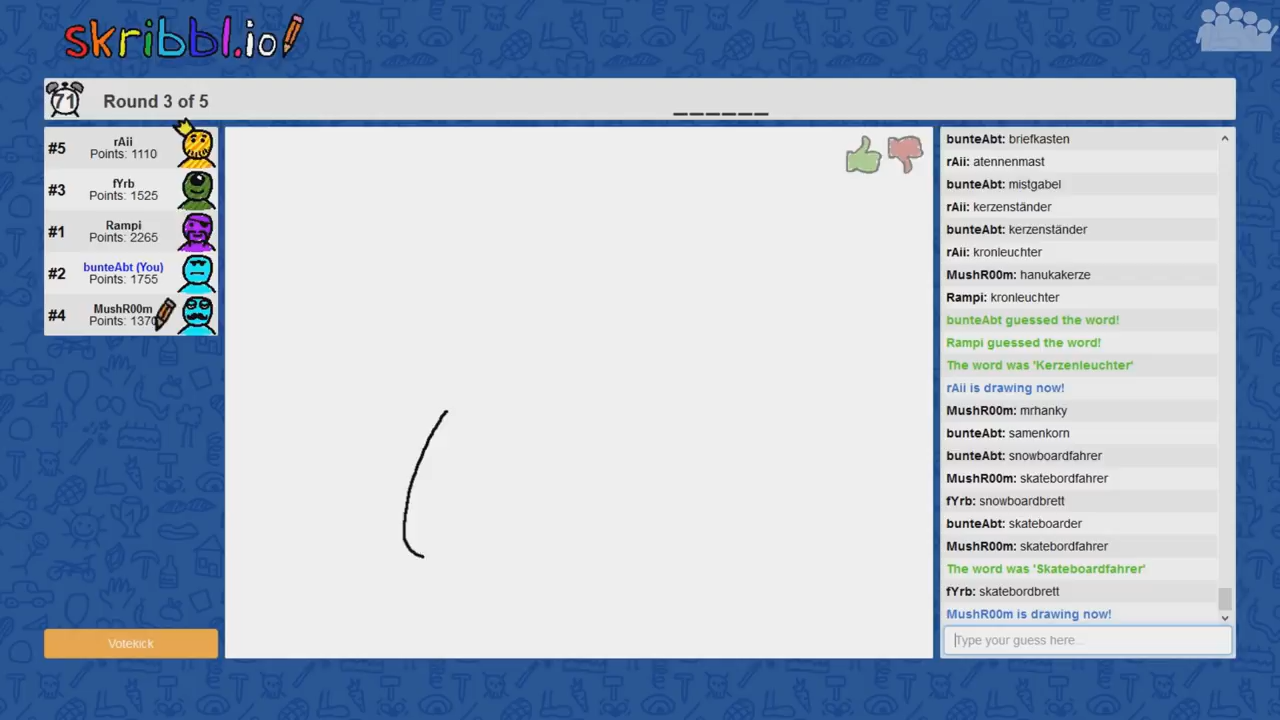 skribbl.io
71 Round 3 of 5 ______
#5 rAii Points: 1110
#3 fYrb Points: 1525
#1 Rampi Points: 2265
#2 bunteAbt (You) Points: 1755
#4 MushR00m Points: 1370
Votekick
bunteAbt: briefkasten
rAii: atennenmast
bunteAbt: mistgabel
rAii: kerzenständer
bunteAbt: kerzenständer
rAii: kronleuchter
MushR00m: hanukakerze
Rampi: kronleuchter
bunteAbt guessed the word!
Rampi guessed the word!
The word was 'Kerzenleuchter'
rAii is drawing now!
MushR00m: mrhanky
bunteAbt: samenkorn
bunteAbt: snowboardfahrer
MushR00m: skatebordfahrer
fYrb: snowboardbrett
bunteAbt: skateboarder
MushR00m: skatebordfahrer
The word was 'Skateboardfahrer'
fYrb: skatebordbrett
MushR00m is drawing now!
Type your guess here...